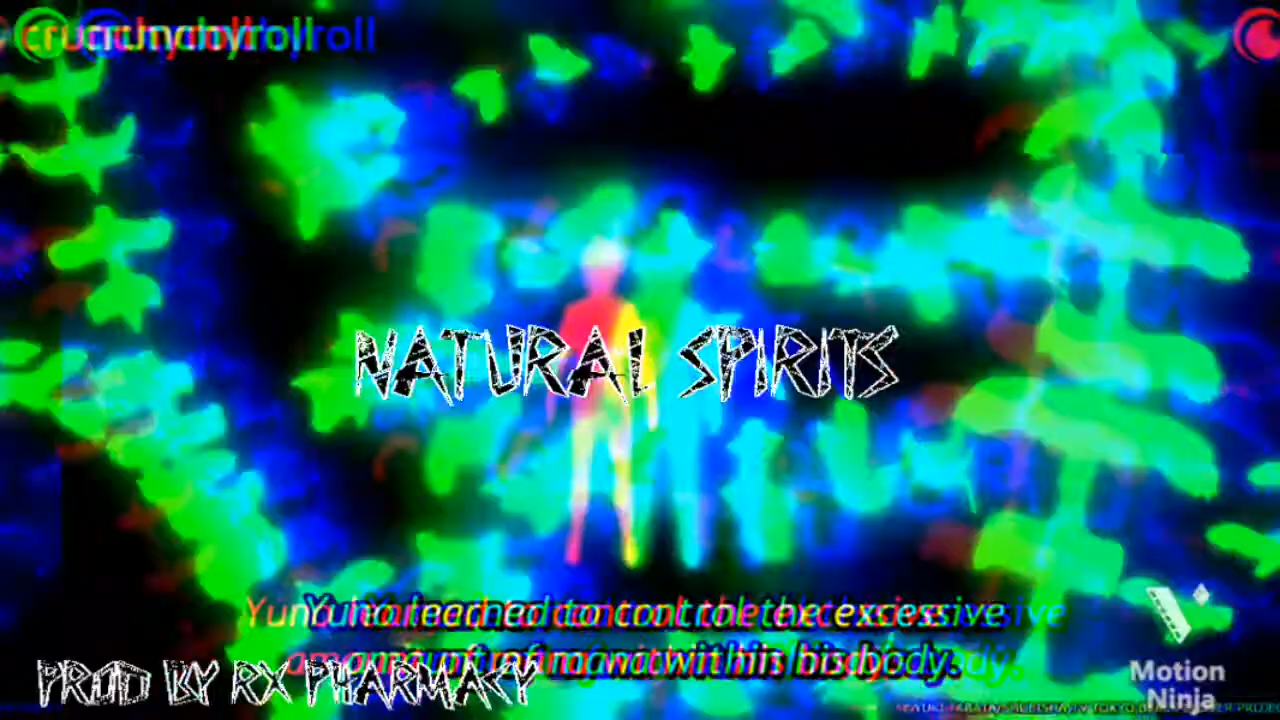 crunchyroll
NATURAL SPIRITS
Yuno learned to control the excessive
amount of mana within his body.
PROD BY RX PHARMACY
Motion
Ninja